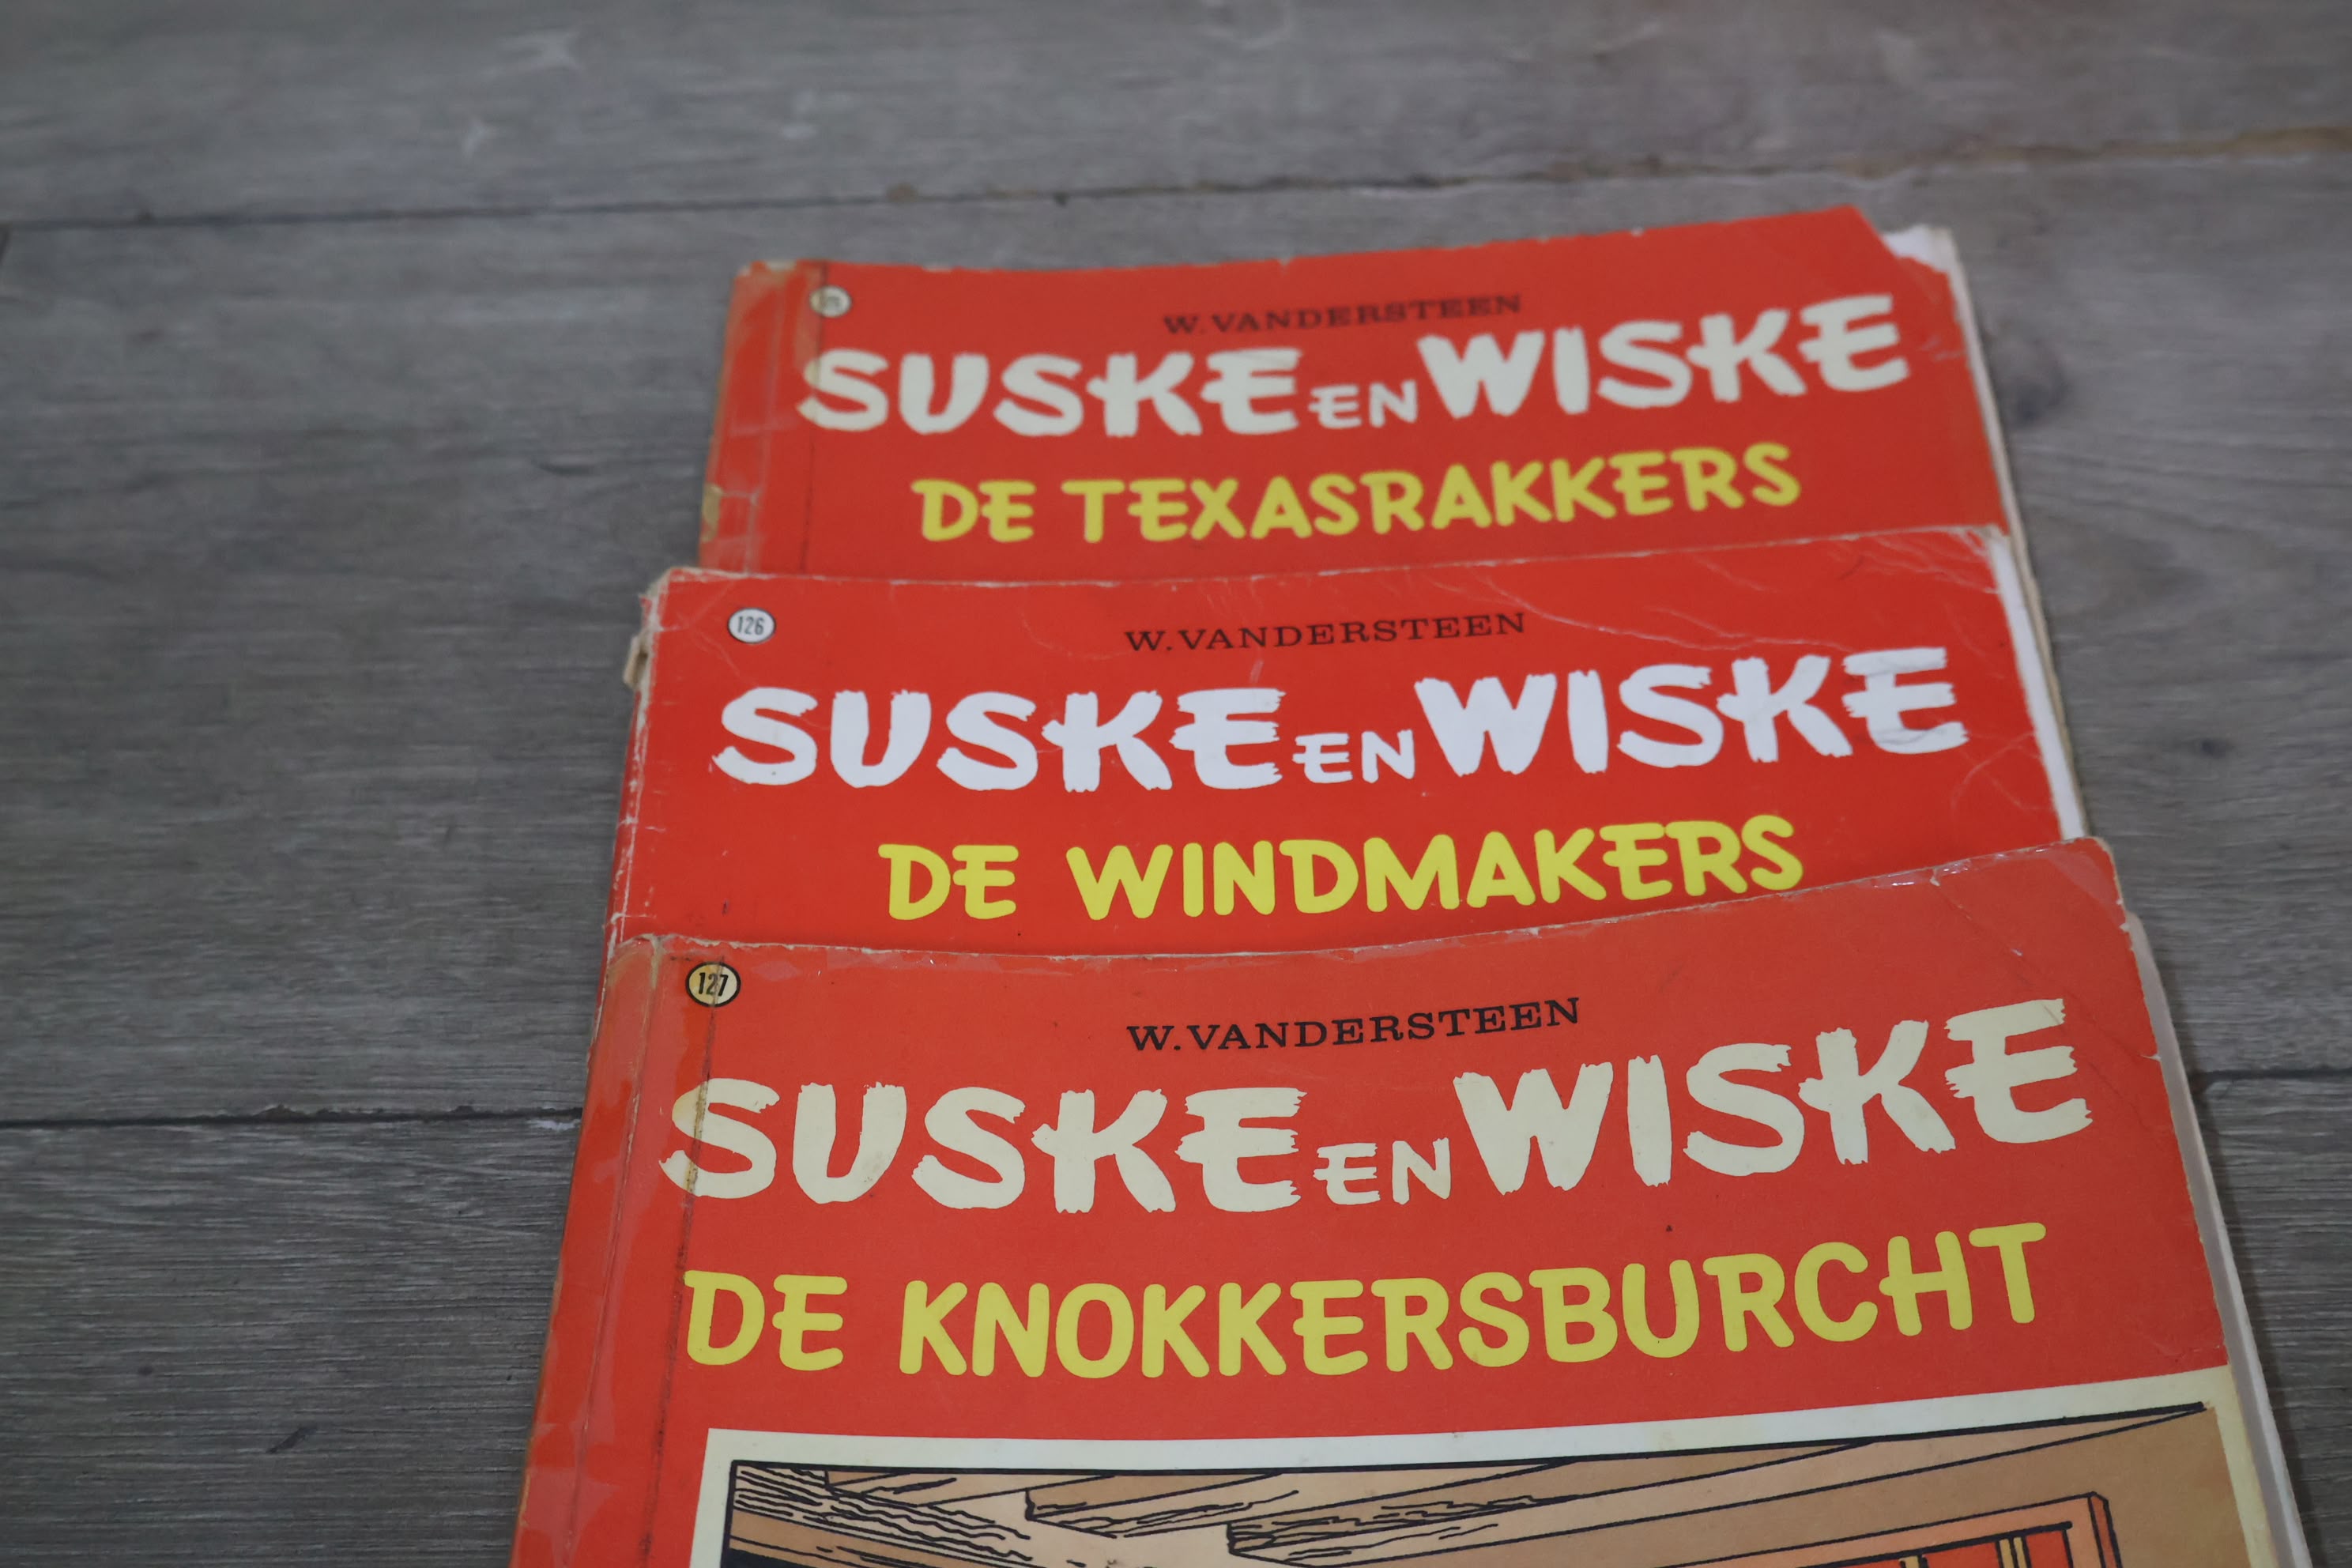 W. VANDERSTEEN
SUSKE EN WISKE
DE TEXASRAKKERS
126
W. VANDERSTEEN
SUSKE EN WISKE
DE WINDMAKERS
127
W. VANDERSTEEN
SUSKE EN WISKE
DE KNOKKERSBURCHT